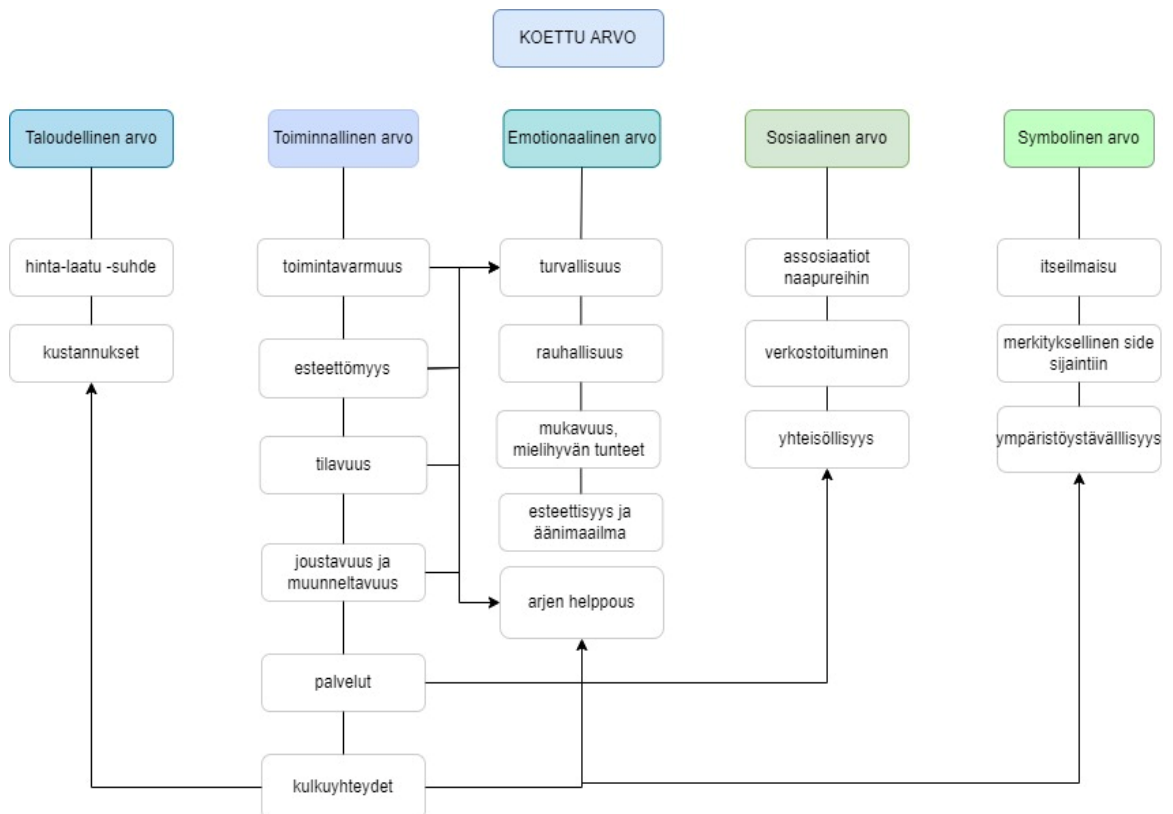 KOETTU ARVO
Taloudellinen arvo
Toiminnallinen arvo
Emotionaalinen arvo
Sosiaalinen arvo
Symbolinen arvo
hinta-laatu -suhde
kustannukset
toimintavarmuus
esteettömyys
tilavuus
joustavuus ja
muunneltavuus
palvelut
kulkuyhteydet
turvallisuus
rauhallisuus
mukavuus,
mielihyvän tunteet
esteettisyys ja
äänimaailma
arjen helppous
assosiaatiot
naapureihin
verkostoituminen
yhteisöllisyys
itseilmaisu
merkityksellinen side
sijaintiin
ympäristöystävälllisyys